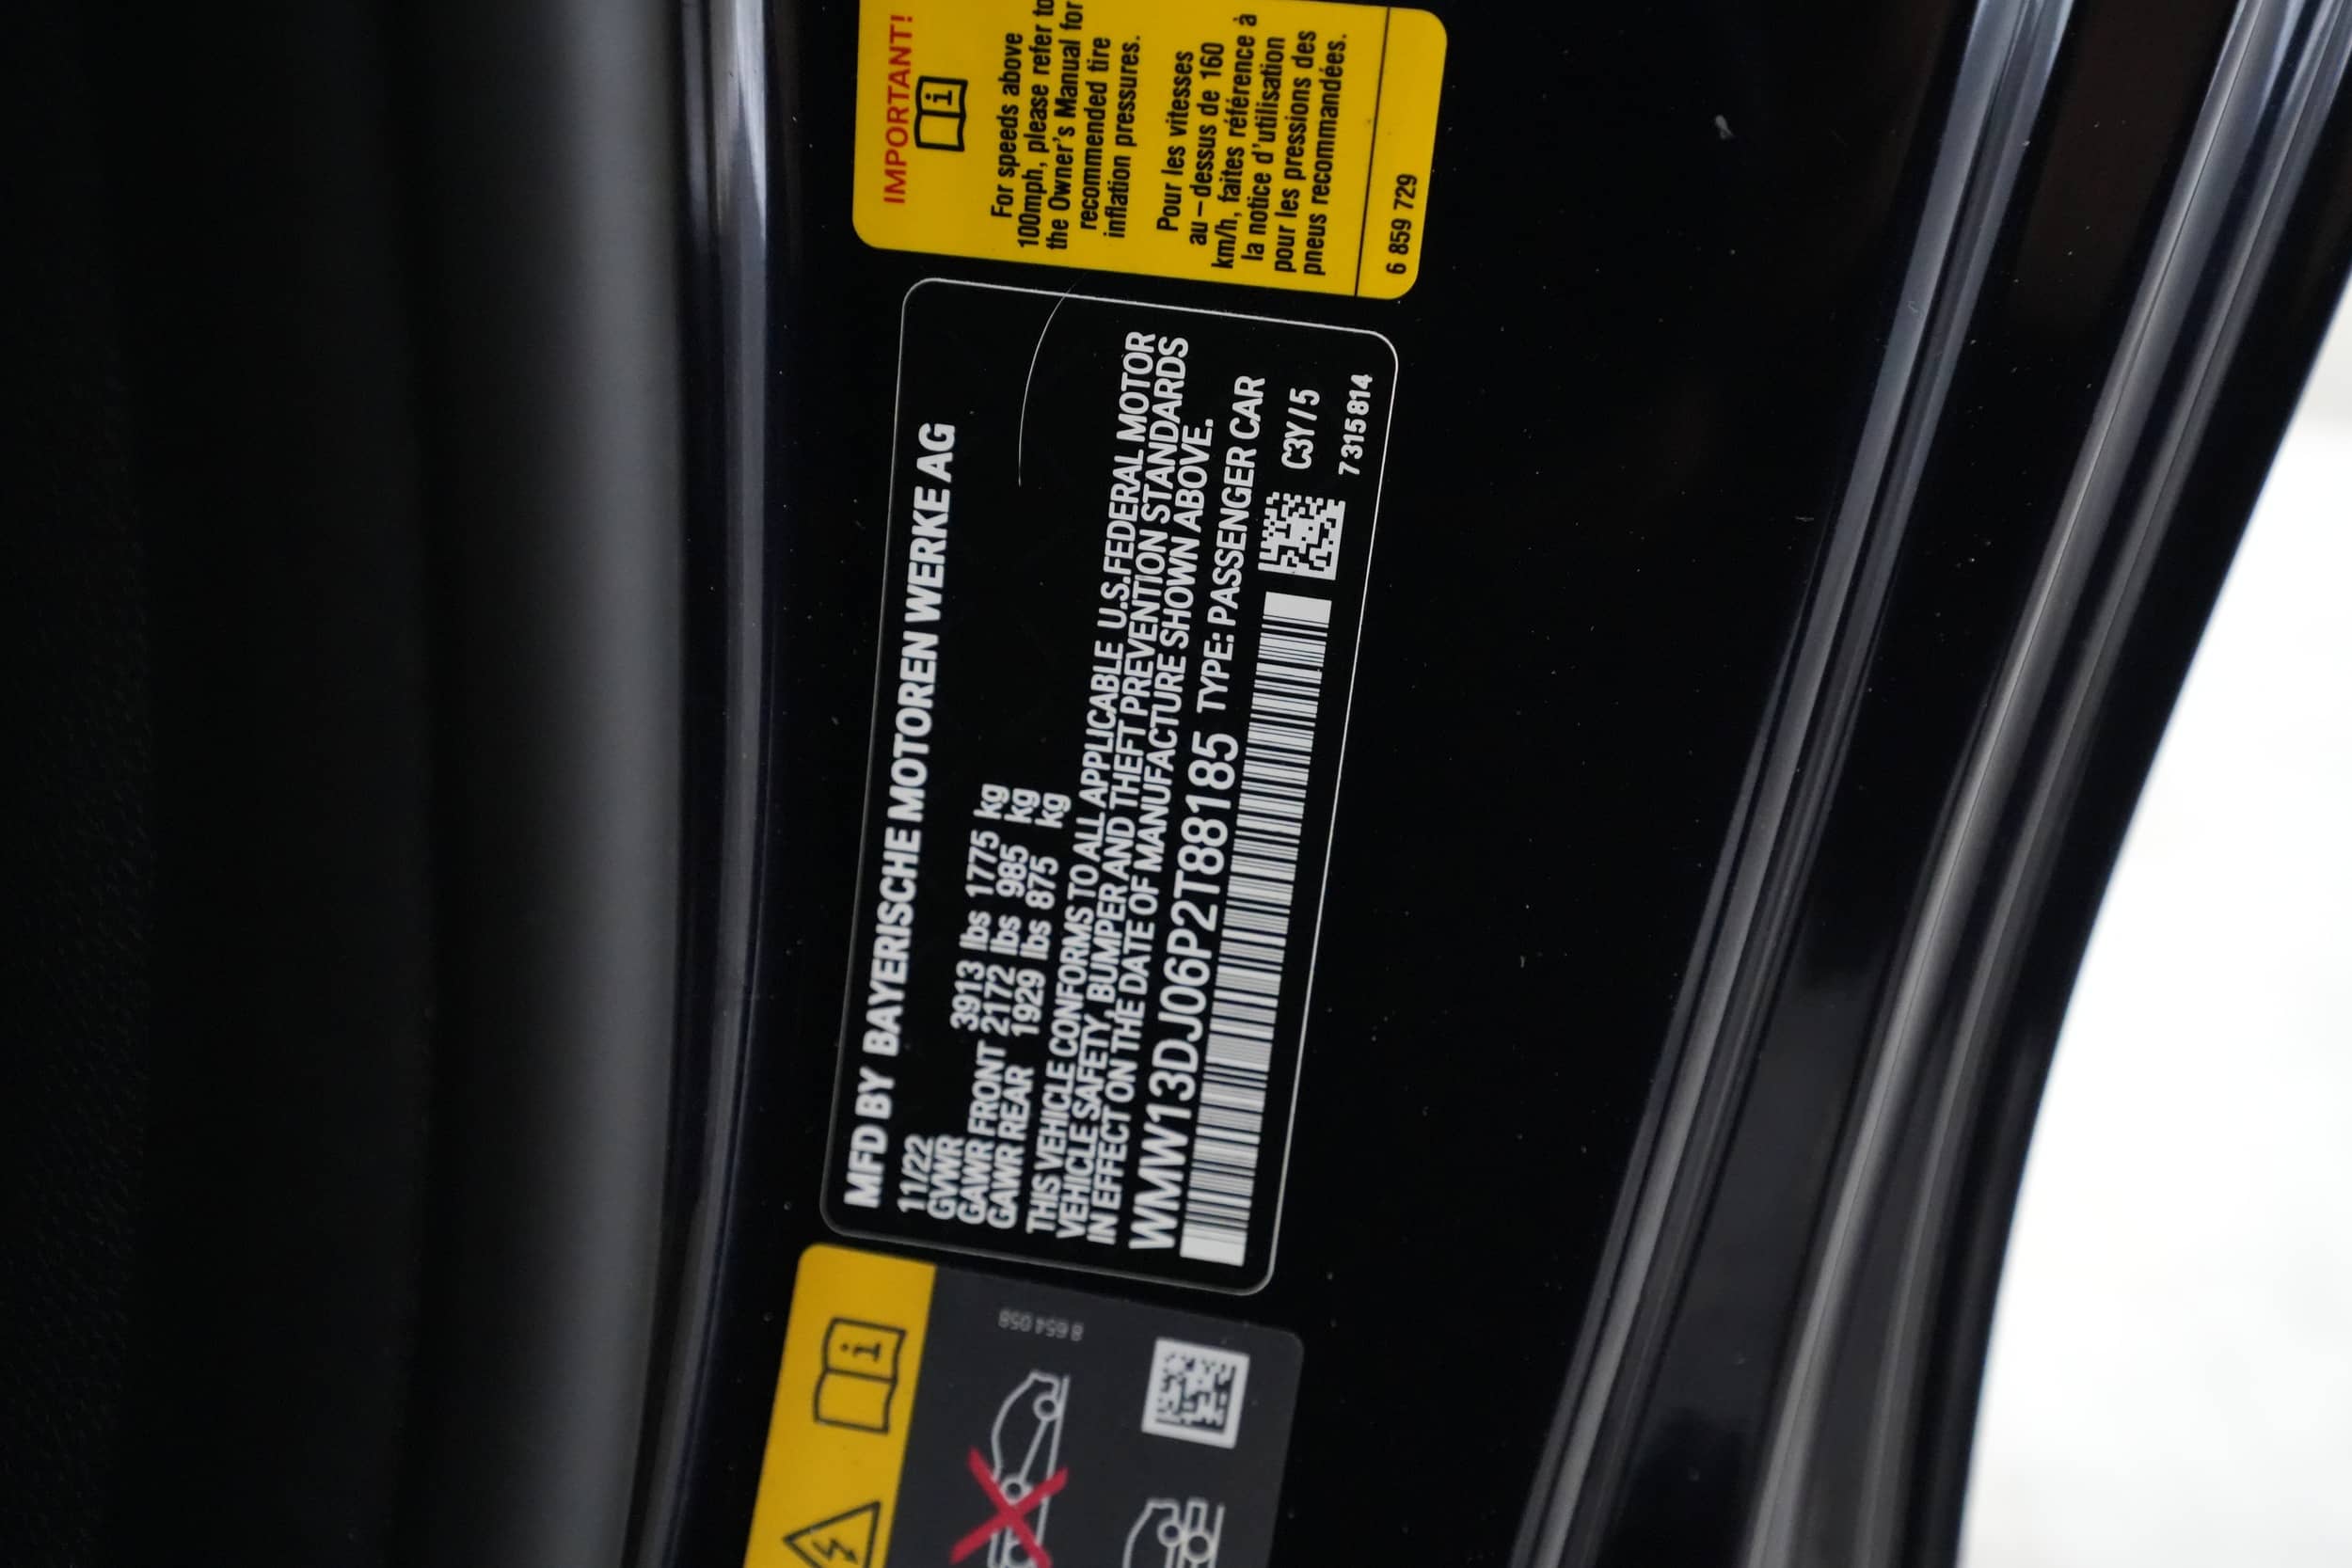 IMPORTANT!
For speeds above
100mph, please refer to
the Owner's Manual for
recommended tire
inflation pressures.
Pour les vitesses
au-dessus de 160
km/h, faites référence à
la notice d'utilisation
pour les pressions des
pneus recommandées.
6 859 729
MFD BY BAYERISCHE MOTOREN WERKE AG
11/22
GVWR 3913 lbs 1775 kg
GAWR FRONT 2172 lbs 985 kg
GAWR REAR 1929 lbs 875 kg
THIS VEHICLE CONFORMS TO ALL APPLICABLE U.S.FEDERAL MOTOR
VEHICLE SAFETY, BUMPER AND THEFT PREVENTION STANDARDS
IN EFFECT ON THE DATE OF MANUFACTURE SHOWN ABOVE.
WMW13DJ06P2T88185 TYPE: PASSENGER CAR
C3Y/5
7315814
8 654 058